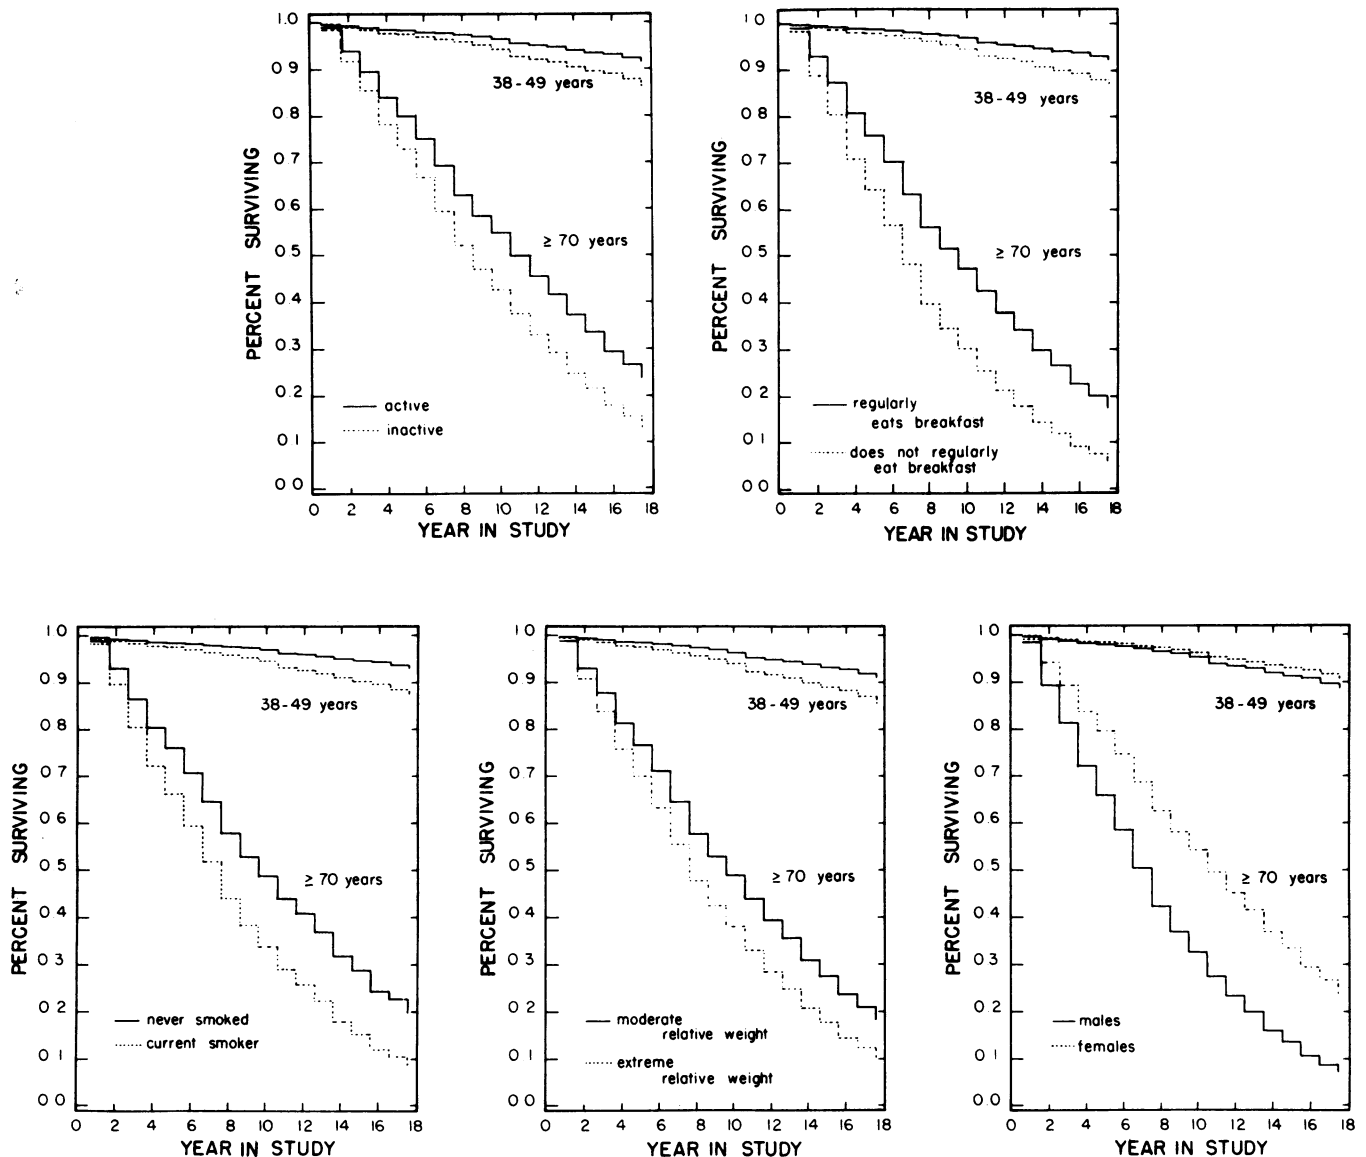 1.0
0.9
0.8
0.7
0.6
0.5
0.4
0.3
0.2
0.1
0.0
PERCENT SURVIVING
38-49 years
≥ 70 years
active
inactive
0 2 4 6 8 10 12 14 16 18
YEAR IN STUDY
1.0
0.9
0.8
0.7
0.6
0.5
0.4
0.3
0.2
0.1
0.0
PERCENT SURVIVING
38-49 years
≥ 70 years
regularly
eats breakfast
does not regularly
eat breakfast
0 2 4 6 8 10 12 14 16 18
YEAR IN STUDY
1.0
0.9
0.8
0.7
0.6
0.5
0.4
0.3
0.2
0.1
0.0
PERCENT SURVIVING
38-49 years
≥ 70 years
never smoked
current smoker
0 2 4 6 8 10 12 14 16 18
YEAR IN STUDY
1.0
0.9
0.8
0.7
0.6
0.5
0.4
0.3
0.2
0.1
0.0
PERCENT SURVIVING
38-49 years
≥ 70 years
moderate
relative weight
extreme
relative weight
0 2 4 6 8 10 12 14 16 18
YEAR IN STUDY
1.0
0.9
0.8
0.7
0.6
0.5
0.4
0.3
0.2
0.1
0.0
PERCENT SURVIVING
38-49 years
≥ 70 years
males
females
0 2 4 6 8 10 12 14 16 18
YEAR IN STUDY